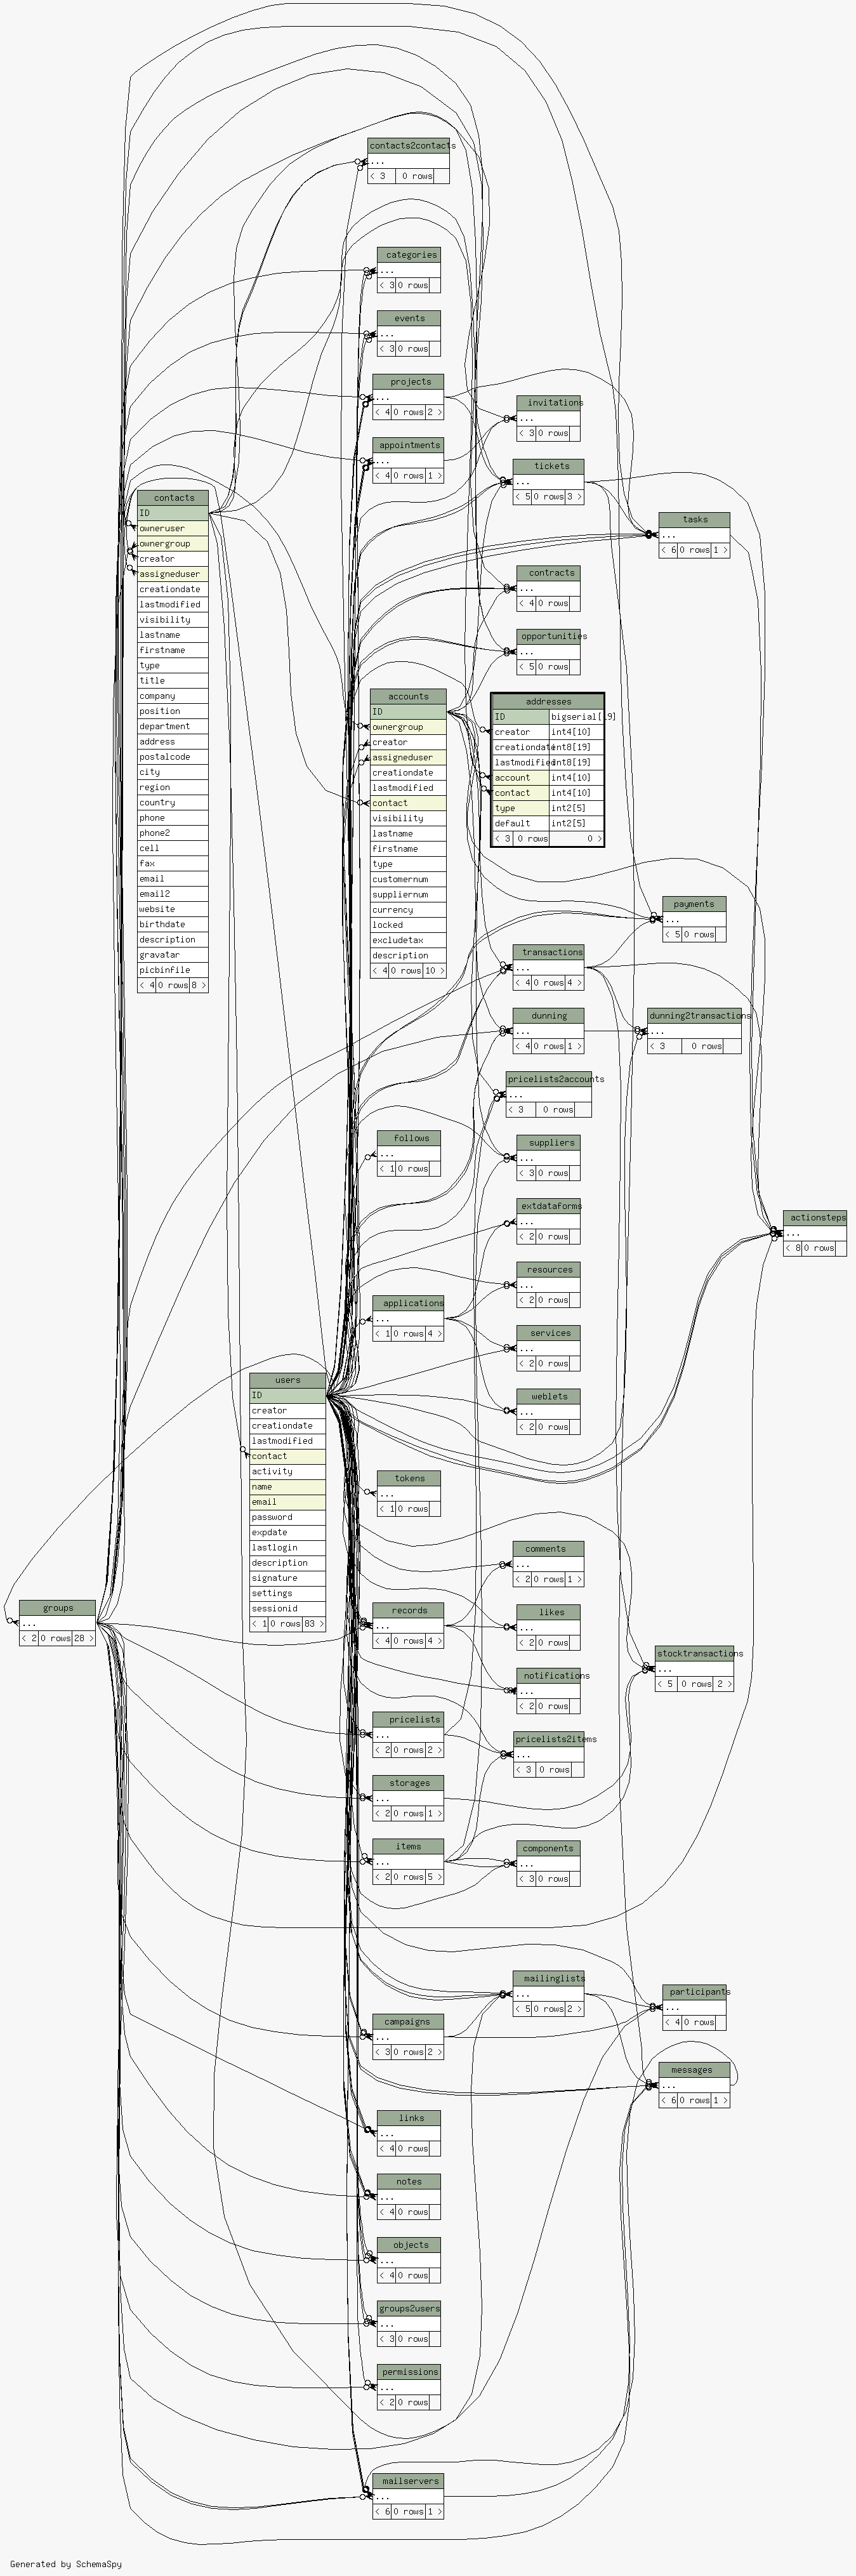 contacts2contacts
...
< 3 0 rows
categories
...
< 3 0 rows
events
...
< 3 0 rows
projects
...
< 4 0 rows 2 >
invitations
...
< 3 0 rows
appointments
...
< 4 0 rows 1 >
tickets
...
< 5 0 rows 3 >
contacts
ID
owneruser
ownergroup
creator
assigneduser
creationdate
lastmodified
visibility
lastname
firstname
type
title
company
position
department
address
postalcode
city
region
country
phone
phone2
cell
fax
email
email2
website
birthdate
description
gravatar
picbinfile
< 4 0 rows 8 >
tasks
...
< 6 0 rows 1 >
contracts
...
< 4 0 rows
opportunities
...
< 5 0 rows
accounts
ID
ownergroup
creator
assigneduser
creationdate
lastmodified
contact
visibility
lastname
firstname
type
customernum
suppliernum
currency
locked
excludetax
description
< 4 0 rows 10 >
addresses
ID bigserial[19]
creator int4[10]
creationdate int8[19]
lastmodified int8[19]
account int4[10]
contact int4[10]
type int2[5]
default int2[5]
< 3 0 rows 0 >
payments
...
< 5 0 rows
transactions
...
< 4 0 rows 4 >
dunning
...
< 4 0 rows 1 >
dunning2transactions
...
< 3 0 rows
pricelists2accounts
...
< 3 0 rows
follows
...
< 1 0 rows
suppliers
...
< 3 0 rows
extdataforms
...
< 2 0 rows
actionsteps
...
< 8 0 rows
resources
...
< 2 0 rows
applications
...
< 1 0 rows 4 >
services
...
< 2 0 rows
users
ID
creator
creationdate
lastmodified
contact
activity
name
email
password
expdate
lastlogin
description
signature
settings
sessionid
< 1 0 rows 83 >
weblets
...
< 2 0 rows
tokens
...
< 1 0 rows
comments
...
< 2 0 rows 1 >
groups
...
< 2 0 rows 28 >
records
...
< 4 0 rows 4 >
likes
...
< 2 0 rows
stocktransactions
...
< 5 0 rows 2 >
notifications
...
< 2 0 rows
pricelists
...
< 2 0 rows 2 >
pricelists2items
...
< 3 0 rows
storages
...
< 2 0 rows 1 >
items
...
< 2 0 rows 5 >
components
...
< 3 0 rows
mailinglists
...
< 5 0 rows 2 >
participants
...
< 4 0 rows
campaigns
...
< 3 0 rows 2 >
messages
...
< 6 0 rows 1 >
links
...
< 4 0 rows
notes
...
< 4 0 rows
objects
...
< 4 0 rows
groups2users
...
< 3 0 rows
permissions
...
< 2 0 rows
mailservers
...
< 6 0 rows 1 >
Generated by SchemaSpy